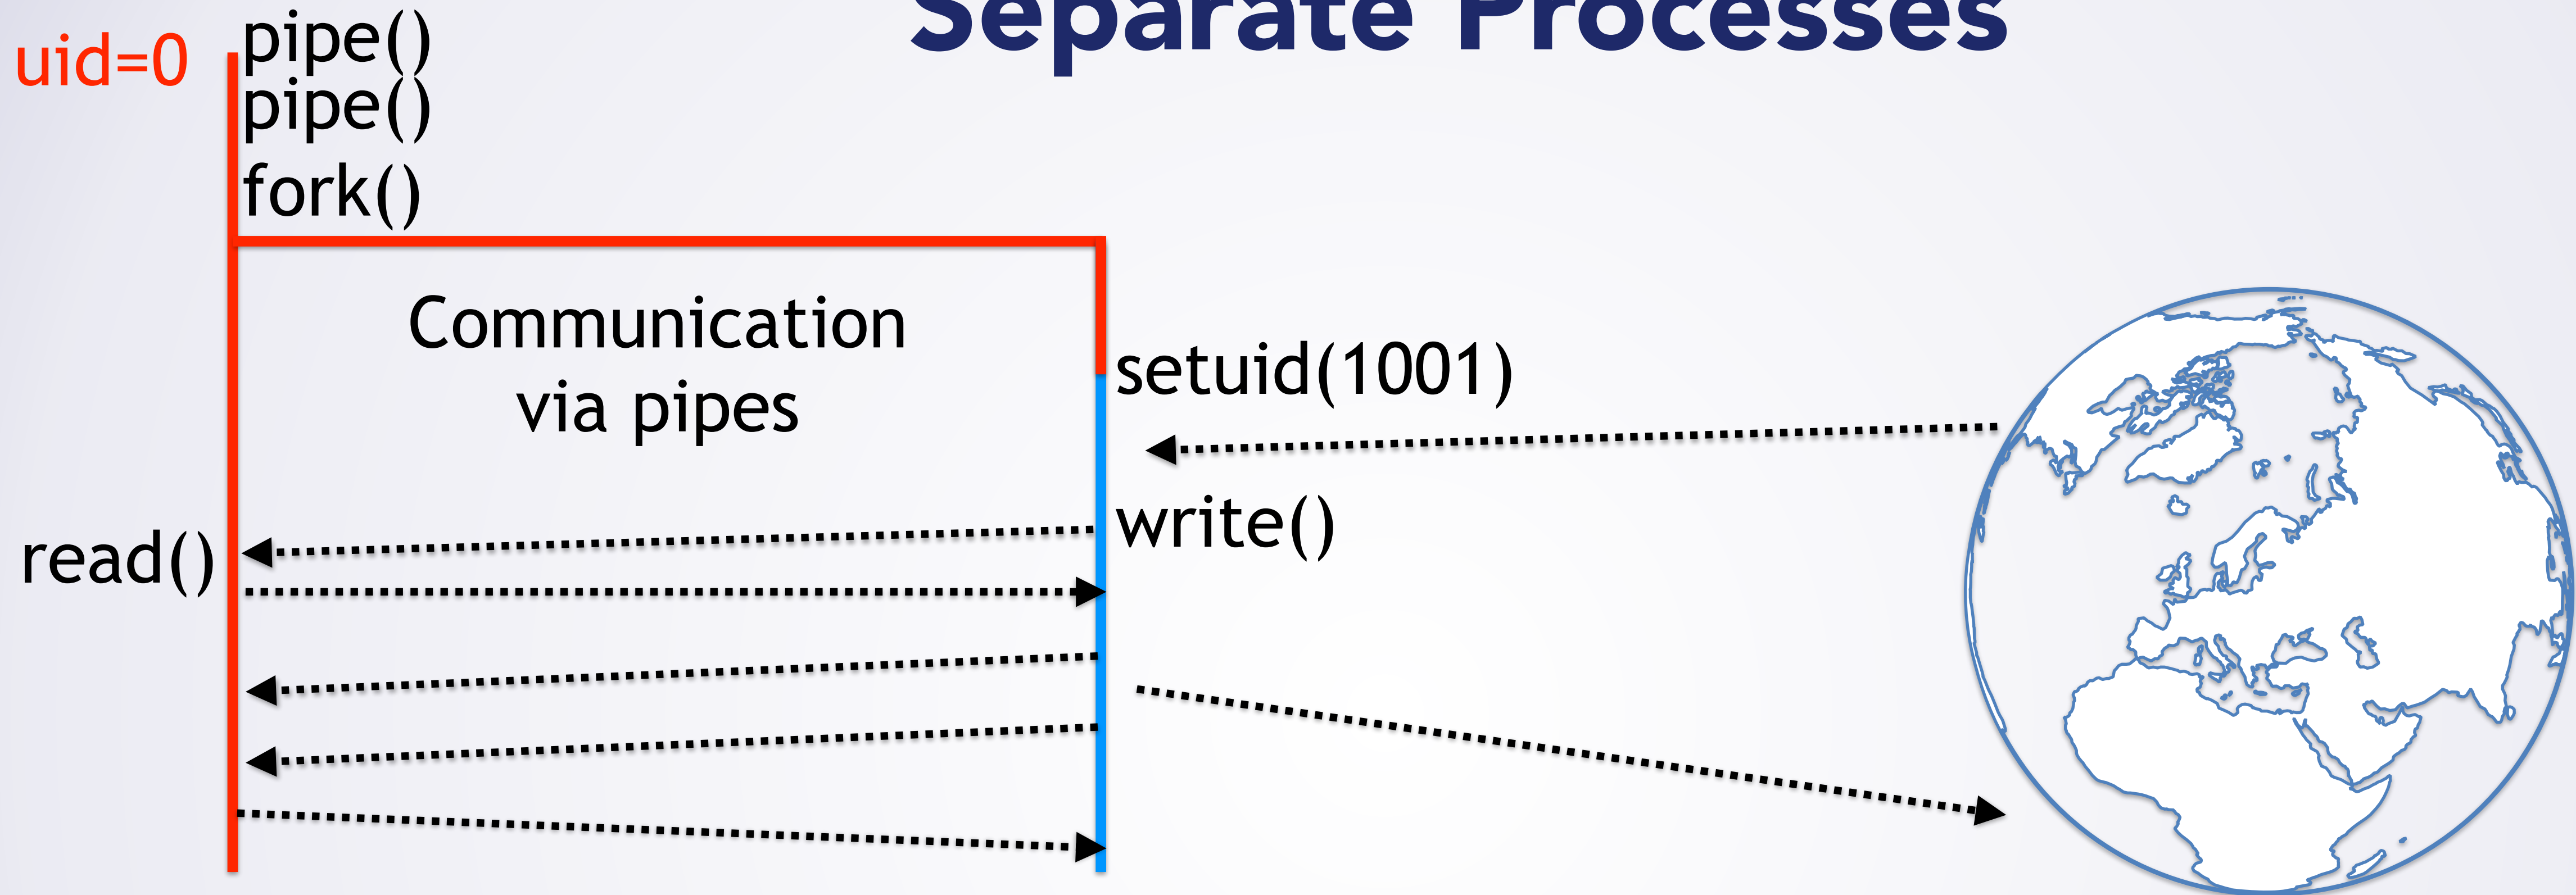 Separate Processes
uid=0
pipe()
pipe()
fork()
Communication
via pipes
setuid(1001)
write()
read()